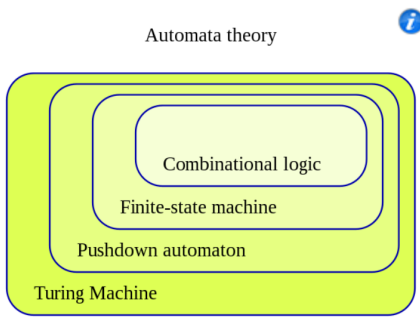 Automata theory
Combinational logic
Finite-state machine
Pushdown automaton
Turing Machine